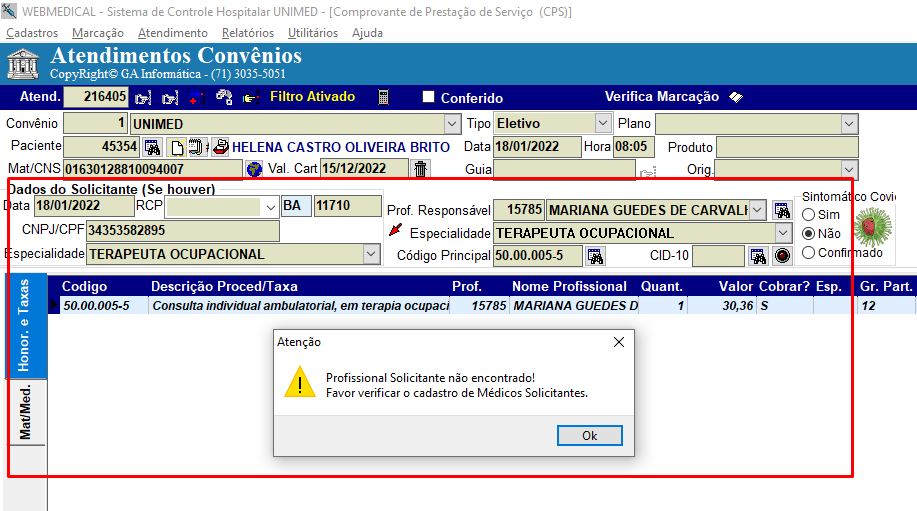 WEBMEDICAL - Sistema de Controle Hospitalar UNIMED - [Comprovante de Prestação de Serviço (CPS)]
Cadastros Marcação Atendimento Relatórios Utilitários Ajuda
Atendimentos Convênios
CopyRight© GA Informática - (71) 3035-5051
Atend. 216405 Filtro Ativado Conferido Verifica Marcação
Convênio 1 UNIMED Tipo Eletivo Plano
Paciente 45354 HELENA CASTRO OLIVEIRA BRITO Data 18/01/2022 Hora 08:05 Produto
Mat/CNS 01630128810094007 Val. Cart 15/12/2022 Guia Orig.
Dados do Solicitante (Se houver)
Data 18/01/2022 RCP BA 11710
CNPJ/CPF 34353582895
Especialidade TERAPEUTA OCUPACIONAL
Prof. Responsável 15785 MARIANA GUEDES DE CARVALH
Especialidade TERAPEUTA OCUPACIONAL
Código Principal 50.00.005-5 CID-10
Sintomático Covi
Sim
Não
Confirmado
Honor. e Taxas
Mat/Med.
Codigo Descrição Proced/Taxa Prof. Nome Profissional Quant. Valor Cobrar? Esp. Gr. Part.
50.00.005-5 Consulta individual ambulatorial, em terapia ocupaci 15785 MARIANA GUEDES D 1 30,36 S 12
Atenção
Profissional Solicitante não encontrado!
Favor verificar o cadastro de Médicos Solicitantes.
Ok